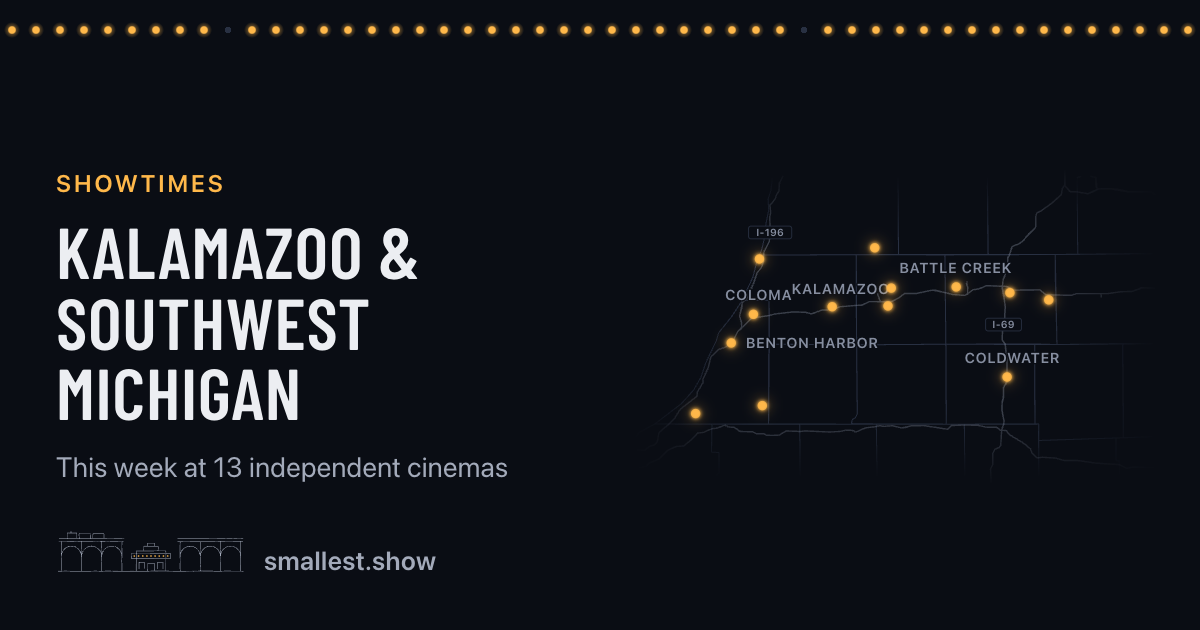 SHOWTIMES
KALAMAZOO &
SOUTHWEST
MICHIGAN
This week at 13 independent cinemas
smallest.show
I-196
BATTLE CREEK
KALAMAZOO
COLOMA
I-69
BENTON HARBOR
COLDWATER